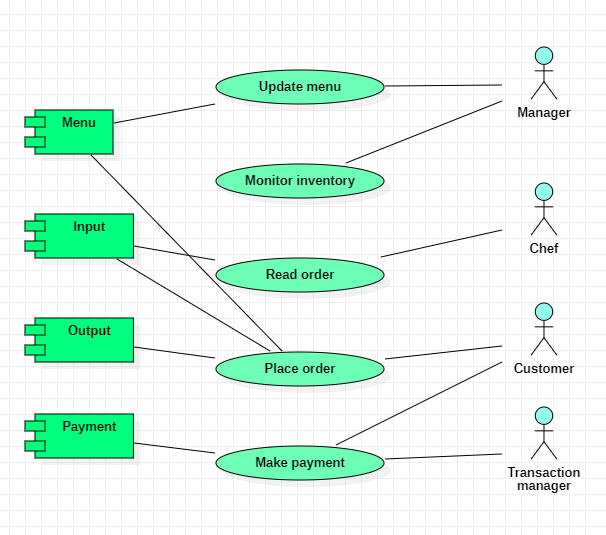 Menu
Input
Output
Payment
Update menu
Monitor inventory
Read order
Place order
Make payment
Manager
Chef
Customer
Transaction
manager